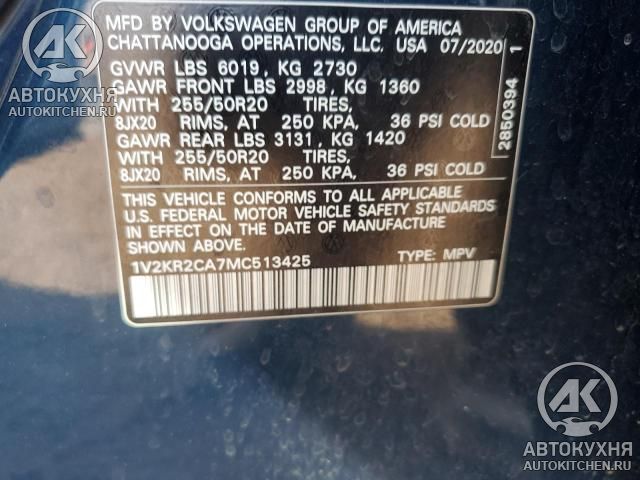 MFD BY VOLKSWAGEN GROUP OF AMERICA
CHATTANOOGA OPERATIONS, LLC. USA 07/2020
GVWR LBS 6019, KG 2730
GAWR FRONT LBS 2998, KG 1360
WITH 255/50R20 TIRES,
8JX20 RIMS, AT 250 KPA, 36 PSI COLD
GAWR REAR LBS 3131, KG 1420
WITH 255/50R20 TIRES,
8JX20 RIMS, AT 250 KPA, 36 PSI COLD
2850394 1
THIS VEHICLE CONFORMS TO ALL APPLICABLE
U.S. FEDERAL MOTOR VEHICLE SAFETY STANDARDS
IN EFFECT ON THE DATE OF MANUFACTURE
SHOWN ABOVE
1V2KR2CA7MC513425 TYPE: MPV
АК
АВТОКУХНЯ
AUTOKITCHEN.RU
АК
АВТОКУХНЯ
AUTOKITCHEN.RU